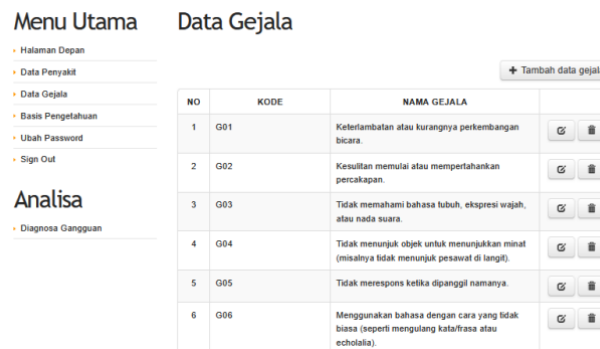 Menu Utama
Halaman Depan
Data Penyakit
Data Gejala
Basis Pengetahuan
Ubah Password
Sign Out
Analisa
Diagnosa Gangguan
Data Gejala
Tambah data gejala
NO KODE NAMA GEJALA
1 G01 Keterlambatan atau kurangnya perkembangan
bicara.
2 G02 Kesulitan memulai atau mempertahankan
percakapan.
3 G03 Tidak memahami bahasa tubuh, ekspresi wajah,
atau nada suara.
4 G04 Tidak menunjuk objek untuk menunjukkan minat
(misalnya tidak menunjuk pesawat di langit).
5 G05 Tidak merespons ketika dipanggil namanya.
6 G06 Menggunakan bahasa dengan cara yang tidak
biasa (seperti mengulang kata/frasa atau
echolalia).